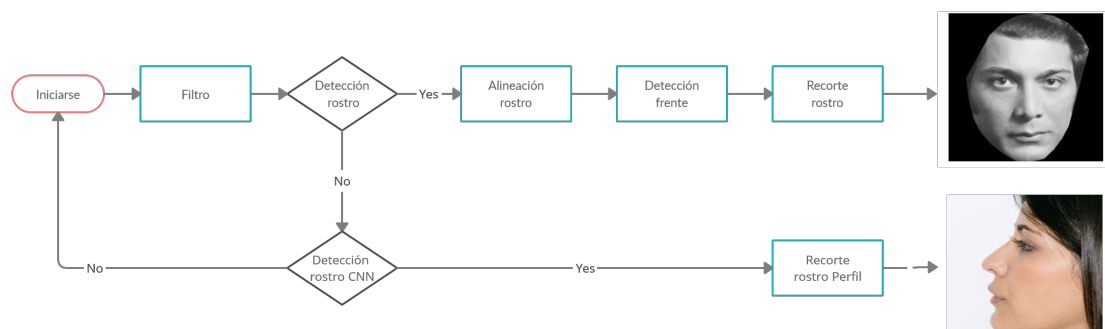 Iniciarse
Filtro
Detección
rostro
Yes
Alineación
rostro
Detección
frente
Recorte
rostro
No
Detección
rostro CNN
No
Yes
Recorte
rostro Perfil